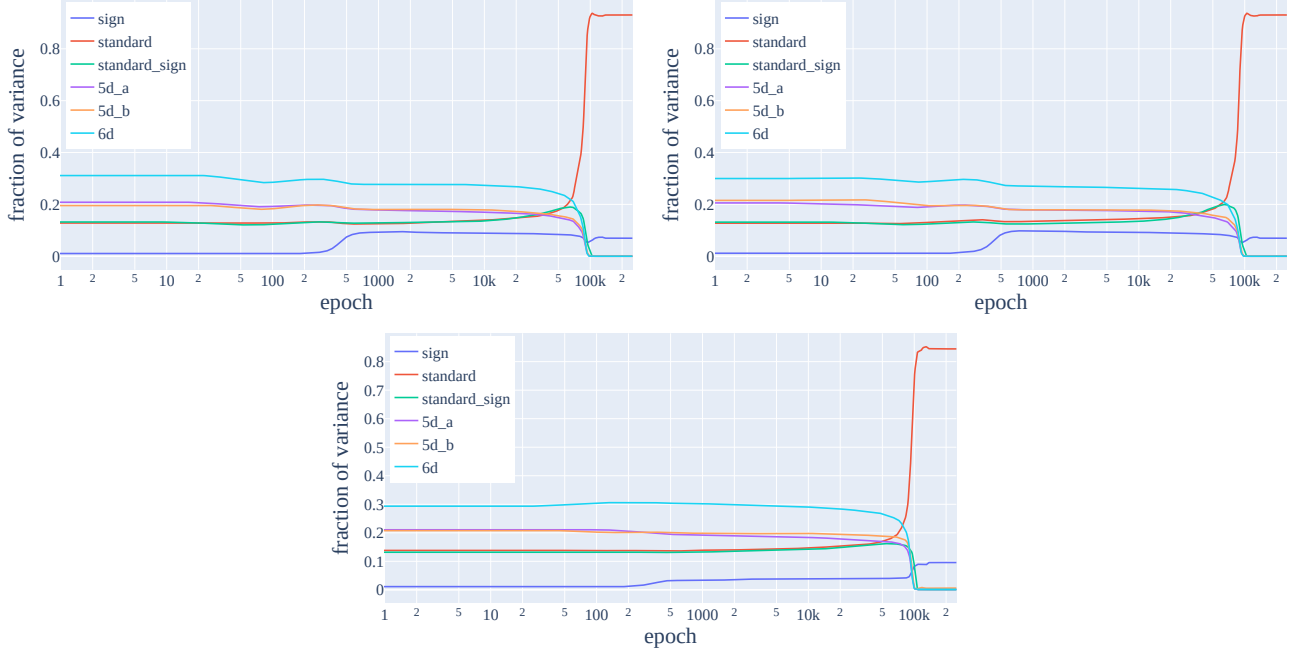 fraction of variance
0.8
0.6
0.4
0.2
0
sign
standard
standard_sign
5d_a
5d_b
6d
1 2 5 10 2 5 100 2 5 1000 2 5 10k 2 5 100k 2
epoch
fraction of variance
0.8
0.6
0.4
0.2
0
sign
standard
standard_sign
5d_a
5d_b
6d
1 2 5 10 2 5 100 2 5 1000 2 5 10k 2 5 100k 2
epoch
fraction of variance
0.8
0.7
0.6
0.5
0.4
0.3
0.2
0.1
0
sign
standard
standard_sign
5d_a
5d_b
6d
1 2 5 10 2 5 100 2 5 1000 2 5 10k 2 5 100k 2
epoch